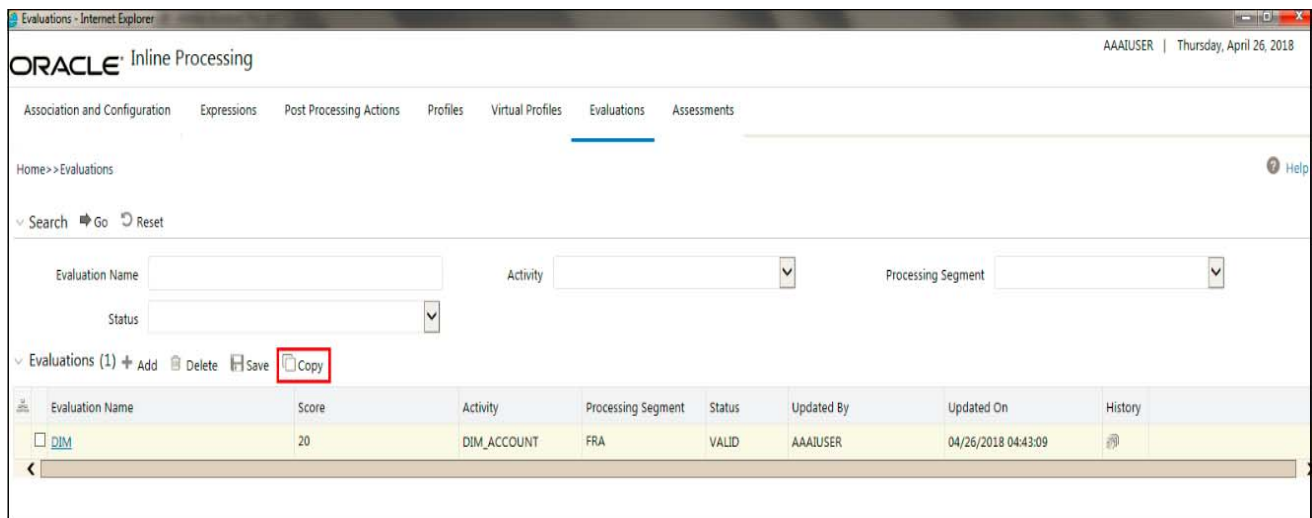 Evaluations - Internet Explorer
AAAIUSER | Thursday, April 26, 2018
ORACLE® Inline Processing
Association and Configuration Expressions Post Processing Actions Profiles Virtual Profiles Evaluations Assessments
Home>>Evaluations
Help
Search Go Reset
Evaluation Name Activity Processing Segment
Status
Evaluations (1) Add Delete Save Copy
Evaluation Name Score Activity Processing Segment Status Updated By Updated On History
DIM 20 DIM_ACCOUNT FRA VALID AAAIUSER 04/26/2018 04:43:09